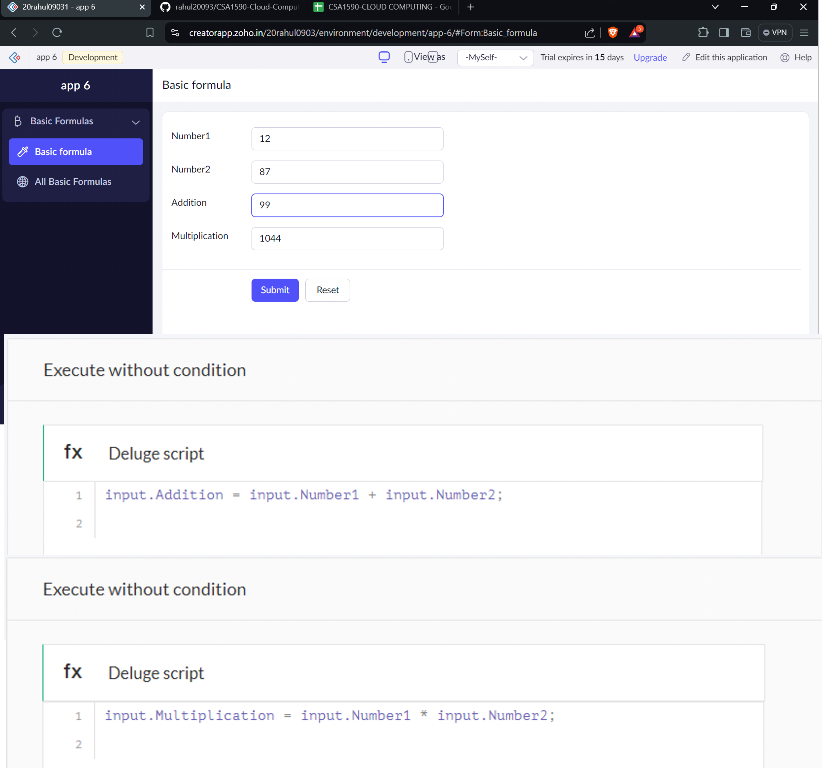 20rahul09031 - app 6
rahul20093/CSA1590-Cloud-Compu
CSA1590-CLOUD COMPUTING - Go
creatorapp.zoho.in/20rahul0903/environment/development/app-6/#Form:Basic_formula
VPN
app 6 Development View as -MySelf- Trial expires in 15 days Upgrade Edit this application Help
app 6
Basic Formulas
Basic formula
All Basic Formulas
Basic formula
Number1 12
Number2 87
Addition 99
Multiplication 1044
Submit Reset
Execute without condition
fx Deluge script
1 input.Addition = input.Number1 + input.Number2;
2
Execute without condition
fx Deluge script
1 input.Multiplication = input.Number1 * input.Number2;
2